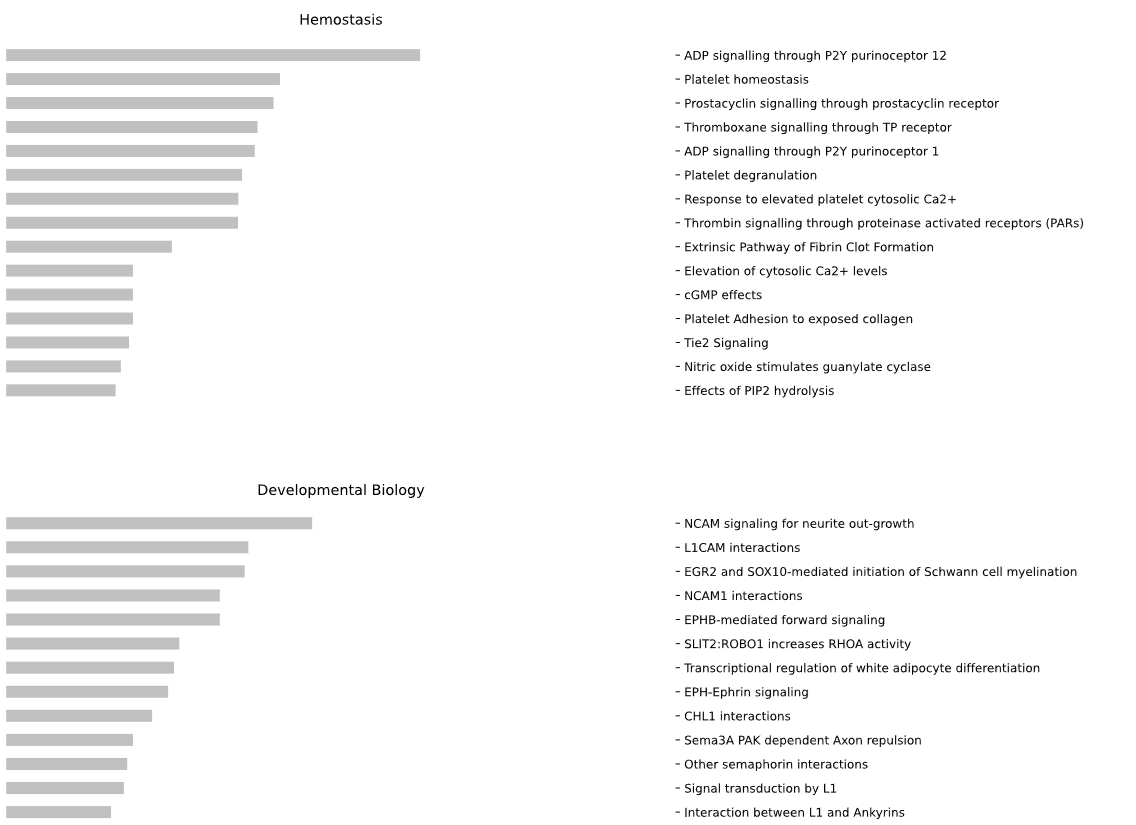 Hemostasis
ADP signalling through P2Y purinoceptor 12
Platelet homeostasis
Prostacyclin signalling through prostacyclin receptor
Thromboxane signalling through TP receptor
ADP signalling through P2Y purinoceptor 1
Platelet degranulation
Response to elevated platelet cytosolic Ca2+
Thrombin signalling through proteinase activated receptors (PARs)
Extrinsic Pathway of Fibrin Clot Formation
Elevation of cytosolic Ca2+ levels
cGMP effects
Platelet Adhesion to exposed collagen
Tie2 Signaling
Nitric oxide stimulates guanylate cyclase
Effects of PIP2 hydrolysis
Developmental Biology
NCAM signaling for neurite out-growth
L1CAM interactions
EGR2 and SOX10-mediated initiation of Schwann cell myelination
NCAM1 interactions
EPHB-mediated forward signaling
SLIT2:ROBO1 increases RHOA activity
Transcriptional regulation of white adipocyte differentiation
EPH-Ephrin signaling
CHL1 interactions
Sema3A PAK dependent Axon repulsion
Other semaphorin interactions
Signal transduction by L1
Interaction between L1 and Ankyrins